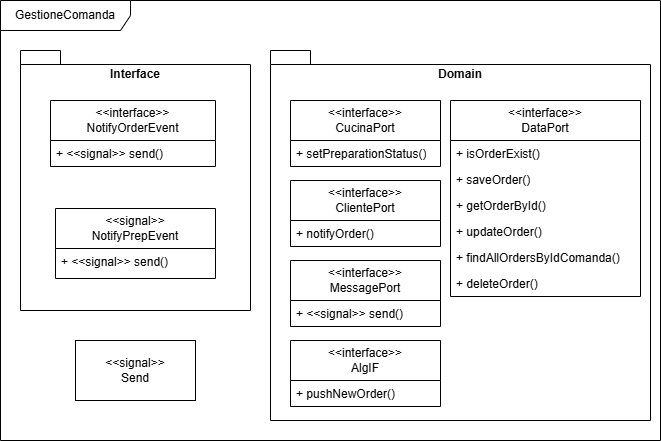 GestioneComanda
Interface
<<interface>>
NotifyOrderEvent
+ <<signal>> send()
<<signal>>
NotifyPrepEvent
+ <<signal>> send()
<<signal>>
Send
Domain
<<interface>>
CucinaPort
+ setPreparationStatus()
<<interface>>
ClientePort
+ notifyOrder()
<<interface>>
MessagePort
+ <<signal>> send()
<<interface>>
AlgIF
+ pushNewOrder()
<<interface>>
DataPort
+ isOrderExist()
+ saveOrder()
+ getOrderById()
+ updateOrder()
+ findAllOrdersByIdComanda()
+ deleteOrder()